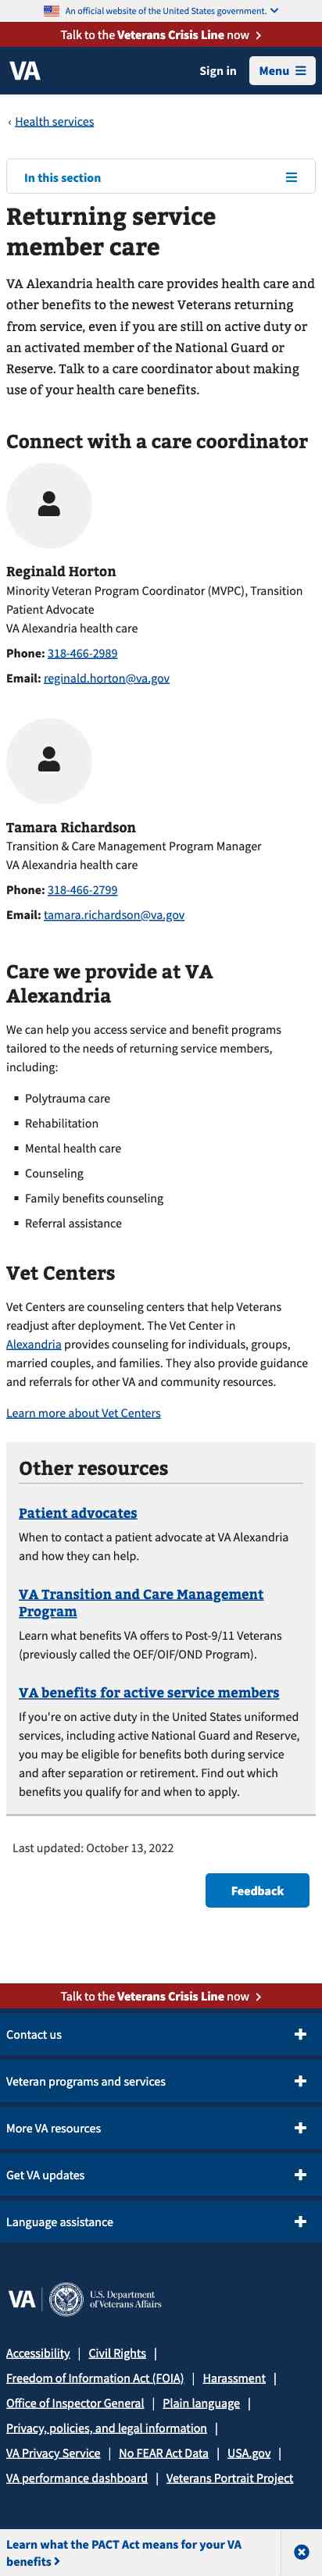 An official website of the United States government.
Talk to the Veterans Crisis Line now
VA
Sign in
Menu
‹ Health services
In this section
Returning service
member care
VA Alexandria health care provides health care and
other benefits to the newest Veterans returning
from service, even if you are still on active duty or
an activated member of the National Guard or
Reserve. Talk to a care coordinator about making
use of your health care benefits.
Connect with a care coordinator
Reginald Horton
Minority Veteran Program Coordinator (MVPC), Transition
Patient Advocate
VA Alexandria health care
Phone: 318-466-2989
Email: reginald.horton@va.gov
Tamara Richardson
Transition & Care Management Program Manager
VA Alexandria health care
Phone: 318-466-2799
Email: tamara.richardson@va.gov
Care we provide at VA
Alexandria
We can help you access service and benefit programs
tailored to the needs of returning service members,
including:
▪ Polytrauma care
▪ Rehabilitation
▪ Mental health care
▪ Counseling
▪ Family benefits counseling
▪ Referral assistance
Vet Centers
Vet Centers are counseling centers that help Veterans
readjust after deployment. The Vet Center in
Alexandria provides counseling for individuals, groups,
married couples, and families. They also provide guidance
and referrals for other VA and community resources.
Learn more about Vet Centers
Other resources
Patient advocates
When to contact a patient advocate at VA Alexandria
and how they can help.
VA Transition and Care Management
Program
Learn what benefits VA offers to Post-9/11 Veterans
(previously called the OEF/OIF/OND Program).
VA benefits for active service members
If you're on active duty in the United States uniformed
services, including active National Guard and Reserve,
you may be eligible for benefits both during service
and after separation or retirement. Find out which
benefits you qualify for and when to apply.
Last updated: October 13, 2022
Feedback
Talk to the Veterans Crisis Line now
Contact us
Veteran programs and services
More VA resources
Get VA updates
Language assistance
VA
U.S. Department
of Veterans Affairs
Accessibility | Civil Rights |
Freedom of Information Act (FOIA) | Harassment |
Office of Inspector General | Plain language |
Privacy, policies, and legal information |
VA Privacy Service | No FEAR Act Data | USA.gov |
VA performance dashboard | Veterans Portrait Project
Learn what the PACT Act means for your VA
benefits